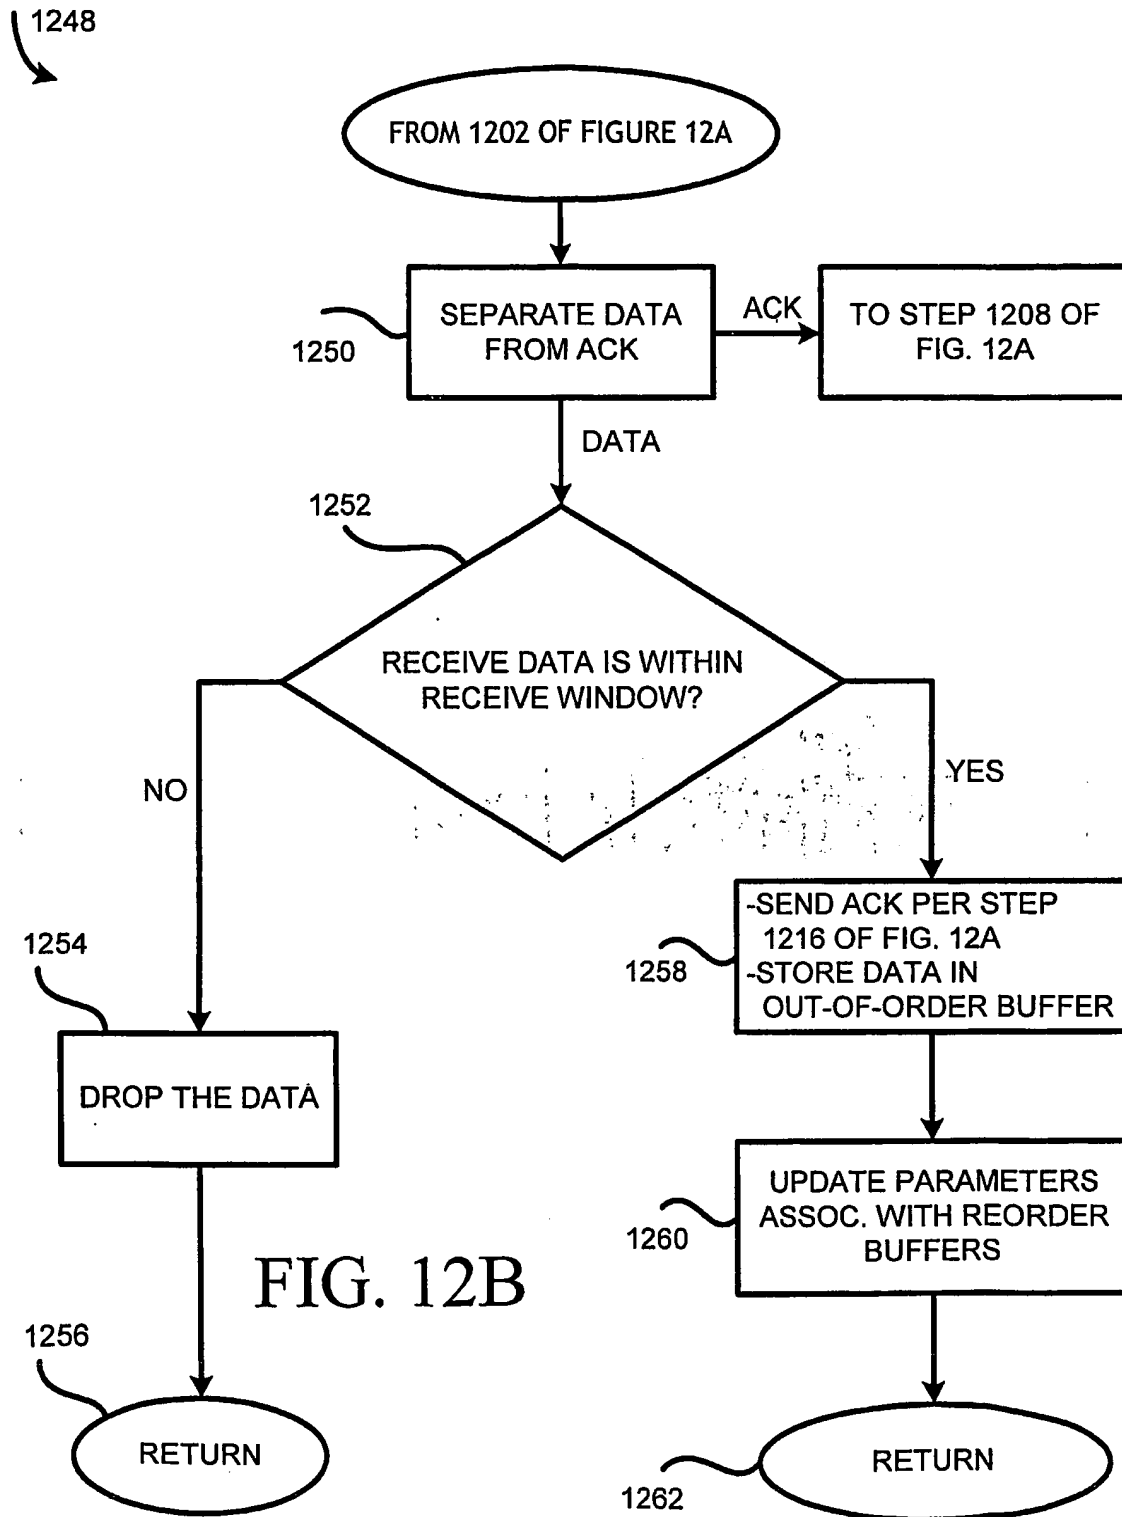 1248
FROM 1202 OF FIGURE 12A
1250
SEPARATE DATA
FROM ACK
ACK
TO STEP 1208 OF
FIG. 12A
DATA
1252
RECEIVE DATA IS WITHIN
RECEIVE WINDOW?
NO
YES
1254
DROP THE DATA
1258
-SEND ACK PER STEP
1216 OF FIG. 12A
-STORE DATA IN
OUT-OF-ORDER BUFFER
1260
UPDATE PARAMETERS
ASSOC. WITH REORDER
BUFFERS
FIG. 12B
1256
RETURN
1262
RETURN